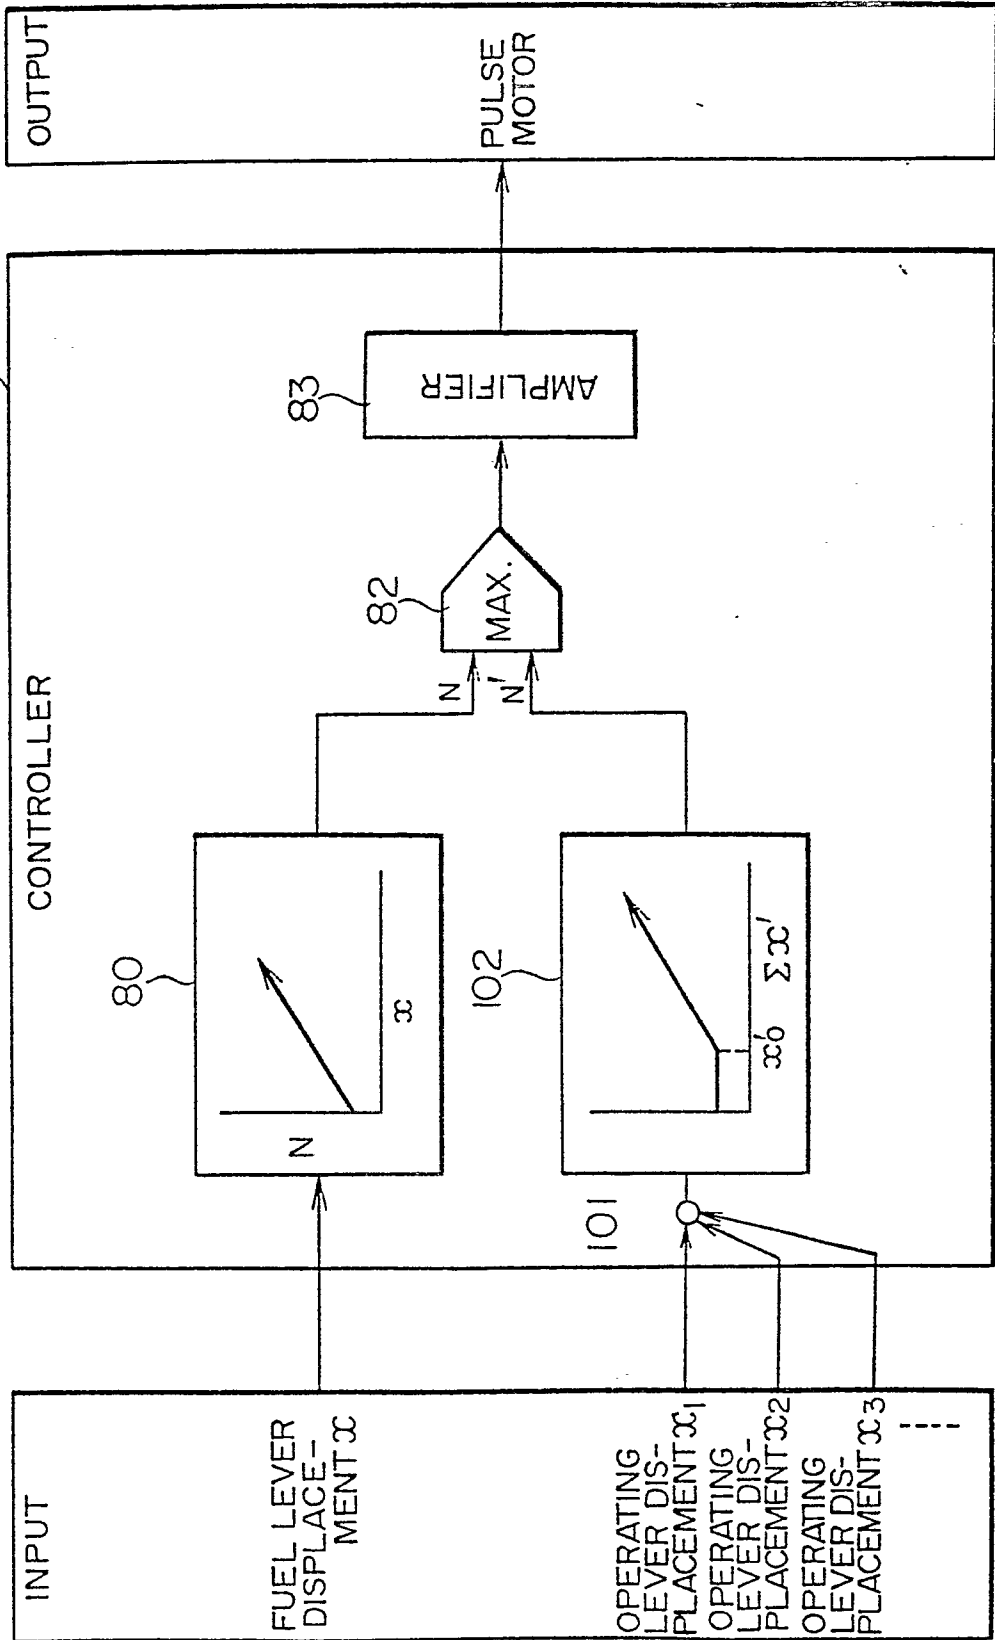 INPUT
FUEL LEVER
DISPLACE-
MENT x
OPERATING
LEVER DIS-
PLACEMENT x1
OPERATING
LEVER DIS-
PLACEMENT x2
OPERATING
LEVER DIS-
PLACEMENT x3
CONTROLLER
80
N
x
101
102
x'0 Σx'
N
N'
82
MAX.
83
AMPLIFIER
OUTPUT
PULSE
MOTOR